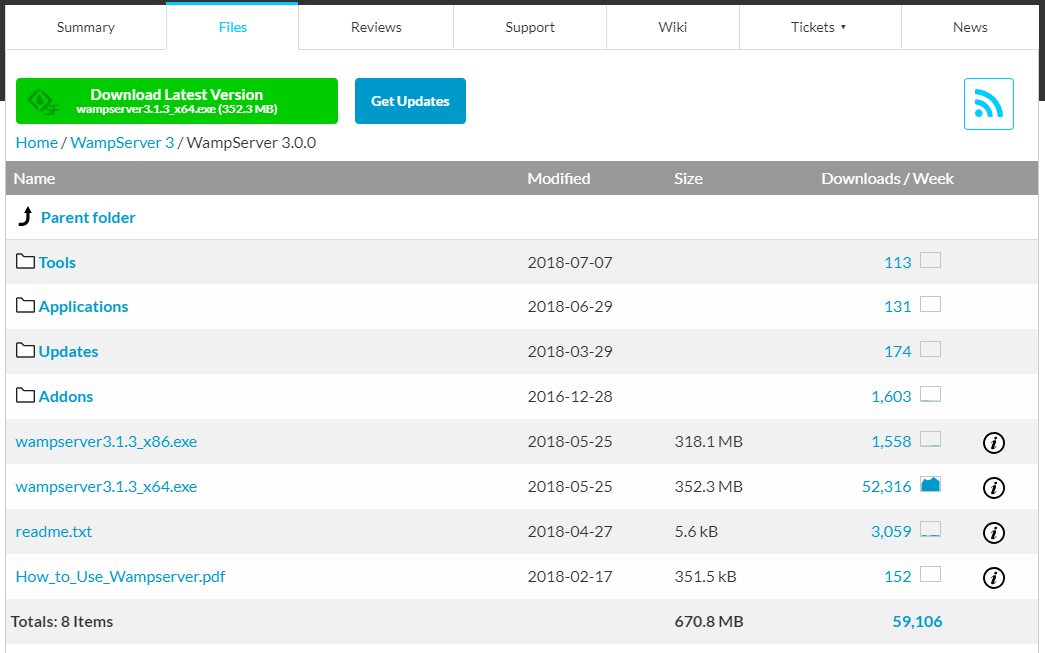 Summary Files Reviews Support Wiki Tickets ▾ News
Download Latest Version
wampserver3.1.3_x64.exe (352.3 MB)
Get Updates
SF
Home / WampServer 3 / WampServer 3.0.0
Name Modified Size Downloads / Week
Parent folder
Tools 2018-07-07 113
Applications 2018-06-29 131
Updates 2018-03-29 174
Addons 2016-12-28 1,603
wampserver3.1.3_x86.exe 2018-05-25 318.1 MB 1,558 i
wampserver3.1.3_x64.exe 2018-05-25 352.3 MB 52,316 i
readme.txt 2018-04-27 5.6 kB 3,059 i
How_to_Use_Wampserver.pdf 2018-02-17 351.5 kB 152 i
Totals: 8 Items 670.8 MB 59,106